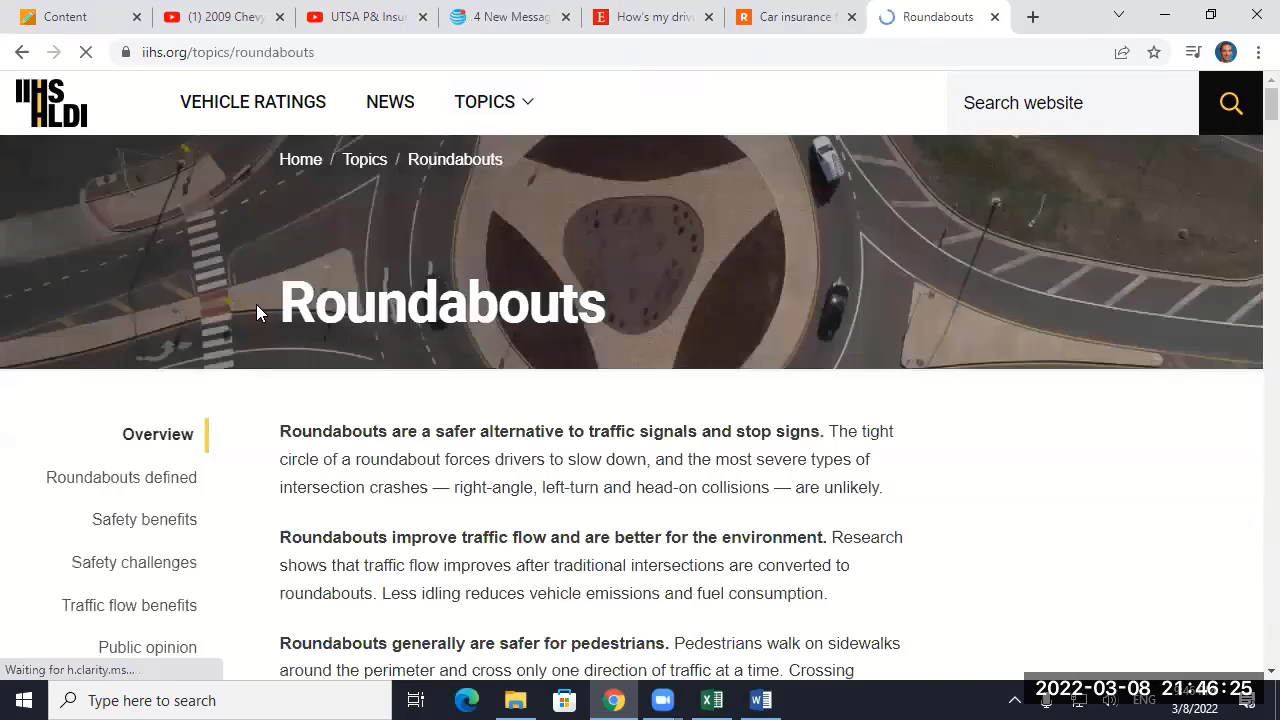 Content
(1) 2009 Chevy
UTSA P& Insu
4 New Messag
How's my driv
Car insurance f
Roundabouts
iihs.org/topics/roundabouts
IIHS
HLDI
VEHICLE RATINGS
NEWS
TOPICS
Search website
Home / Topics / Roundabouts
Roundabouts
Overview
Roundabouts defined
Safety benefits
Safety challenges
Traffic flow benefits
Public opinion
Roundabouts are a safer alternative to traffic signals and stop signs. The tight
circle of a roundabout forces drivers to slow down, and the most severe types of
intersection crashes — right-angle, left-turn and head-on collisions — are unlikely.
Roundabouts improve traffic flow and are better for the environment. Research
shows that traffic flow improves after traditional intersections are converted to
roundabouts. Less idling reduces vehicle emissions and fuel consumption.
Roundabouts generally are safer for pedestrians. Pedestrians walk on sidewalks
around the perimeter and cross only one direction of traffic at a time. Crossing
Waiting for h.clarity.ms...
Type here to search
2022-03-08 21:46:25
ENG
3/8/2022